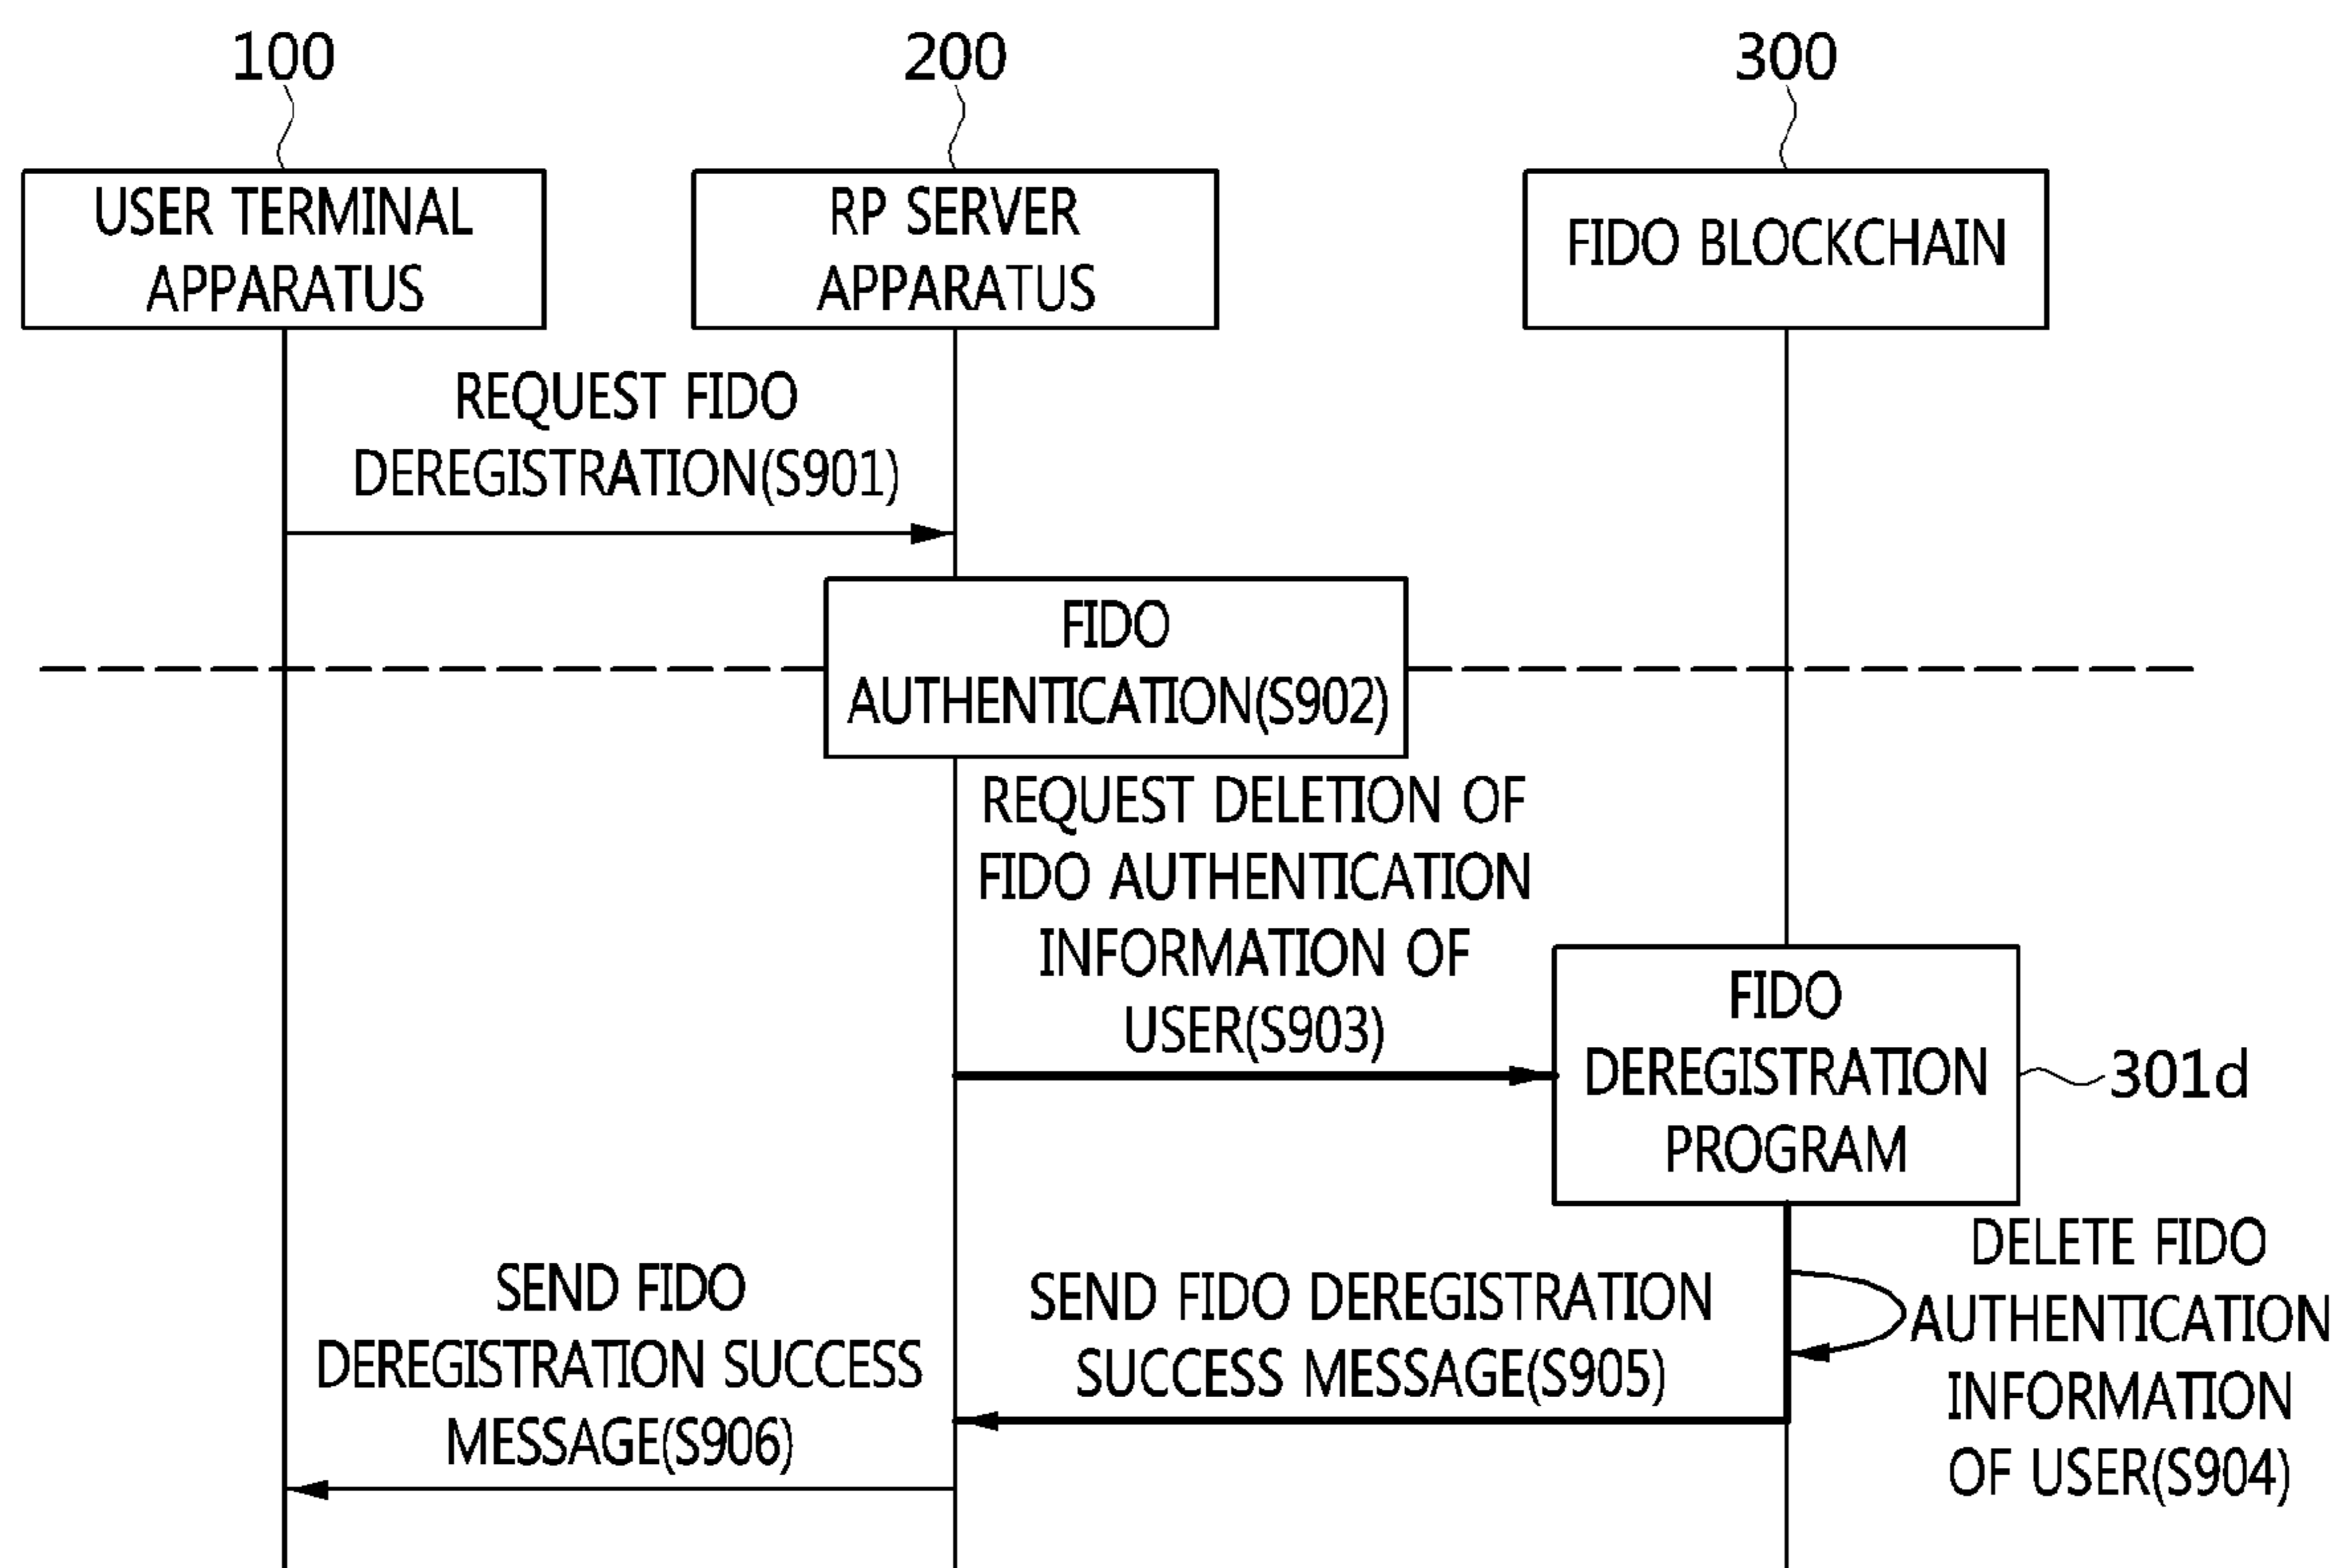 100
200
300
USER TERMINAL
APPARATUS
RP SERVER
APPARATUS
FIDO BLOCKCHAIN
REQUEST FIDO
DEREGISTRATION(S901)
FIDO
AUTHENTICATION(S902)
REQUEST DELETION OF
FIDO AUTHENTICATION
INFORMATION OF
USER(S903)
FIDO
DEREGISTRATION
PROGRAM
301d
DELETE FIDO
AUTHENTICATION
INFORMATION
OF USER(S904)
SEND FIDO DEREGISTRATION
SUCCESS MESSAGE(S905)
SEND FIDO
DEREGISTRATION SUCCESS
MESSAGE(S906)